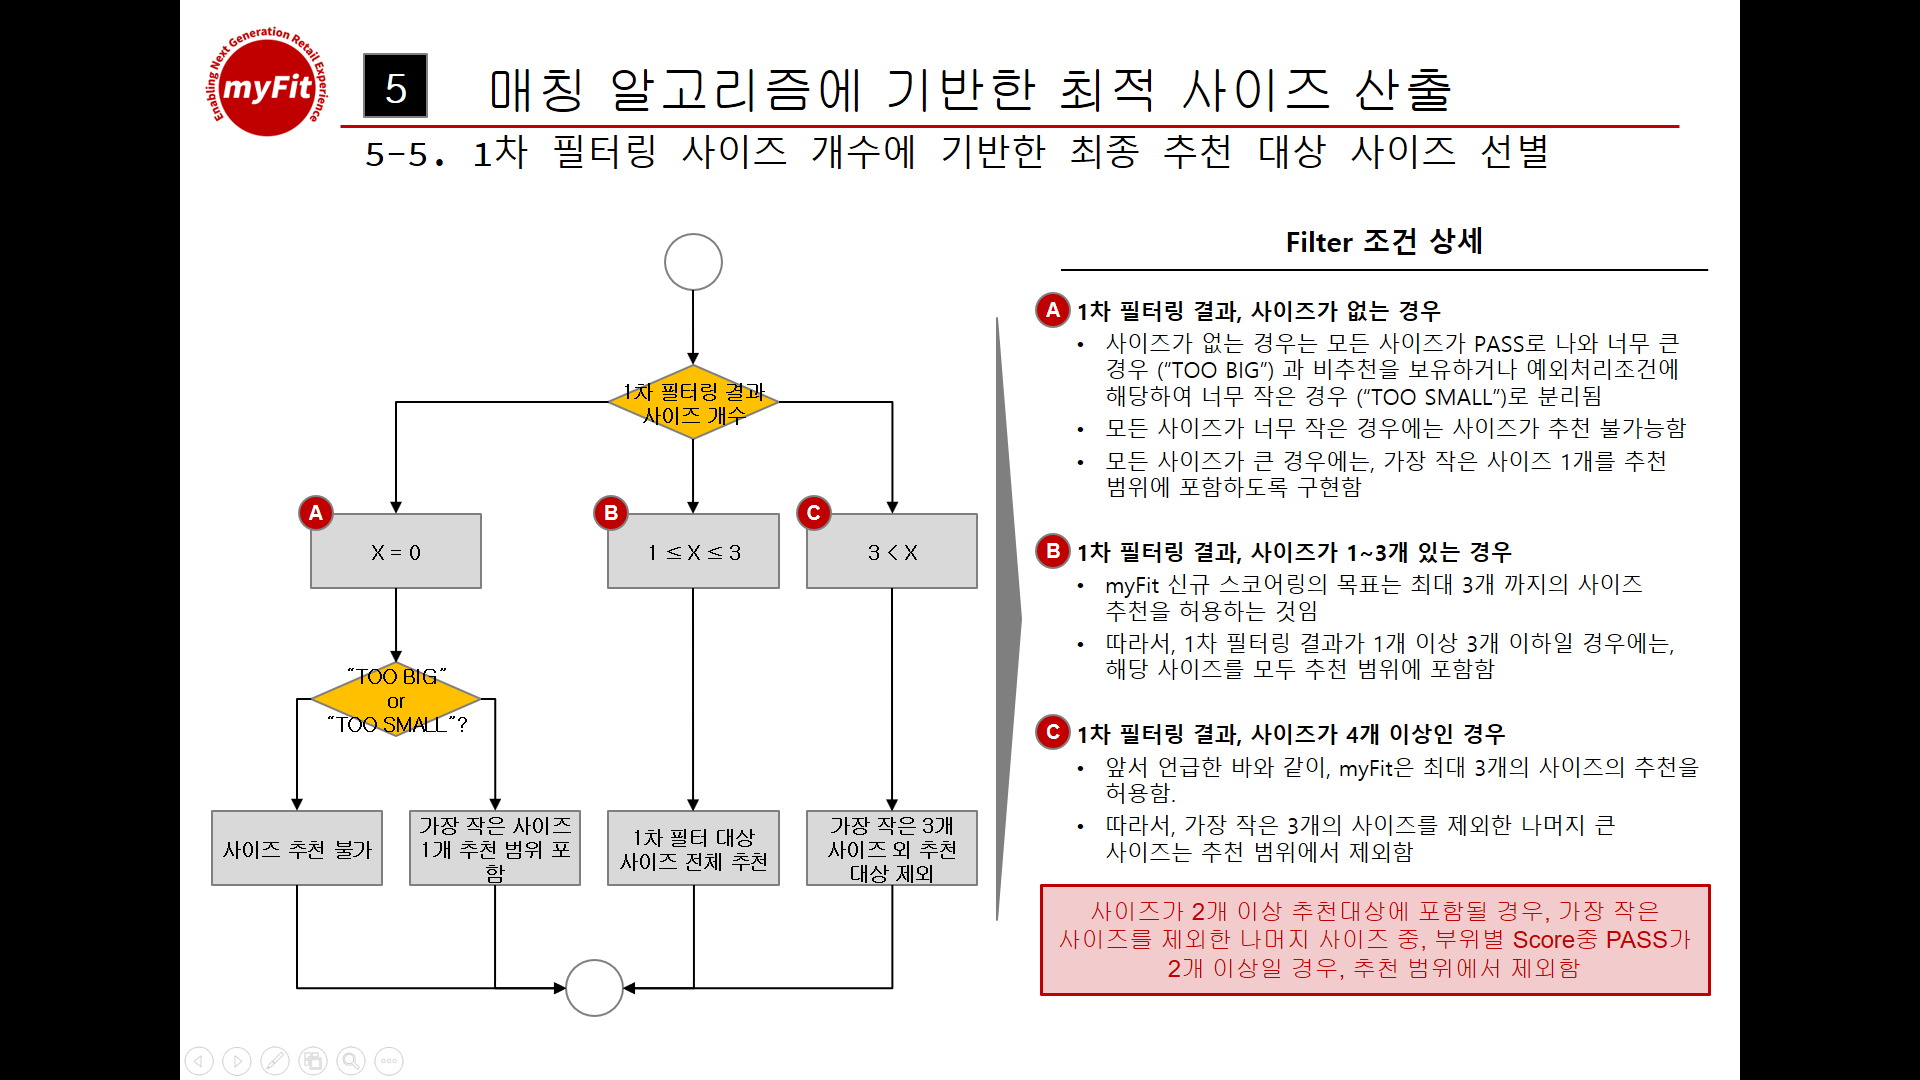 Enabling Next Generation Retail Experience
myFit
5
매칭 알고리즘에 기반한 최적 사이즈 산출
5-5. 1차 필터링 사이즈 개수에 기반한 최종 추천 대상 사이즈 선별
1차 필터링 결과
사이즈 개수
A
X = 0
B
1 ≤ X ≤ 3
C
3 < X
“TOO BIG”
or
“TOO SMALL”?
사이즈 추천 불가
가장 작은 사이즈
1개 추천 범위 포
함
1차 필터 대상
사이즈 전체 추천
가장 작은 3개
사이즈 외 추천
대상 제외
Filter 조건 상세
A 1차 필터링 결과, 사이즈가 없는 경우
• 사이즈가 없는 경우는 모든 사이즈가 PASS로 나와 너무 큰
경우 (“TOO BIG”) 과 비추천을 보유하거나 예외처리조건에
해당하여 너무 작은 경우 (“TOO SMALL”)로 분리됨
• 모든 사이즈가 너무 작은 경우에는 사이즈가 추천 불가능함
• 모든 사이즈가 큰 경우에는, 가장 작은 사이즈 1개를 추천
범위에 포함하도록 구현함
B 1차 필터링 결과, 사이즈가 1~3개 있는 경우
• myFit 신규 스코어링의 목표는 최대 3개 까지의 사이즈
추천을 허용하는 것임
• 따라서, 1차 필터링 결과가 1개 이상 3개 이하일 경우에는,
해당 사이즈를 모두 추천 범위에 포함함
C 1차 필터링 결과, 사이즈가 4개 이상인 경우
• 앞서 언급한 바와 같이, myFit은 최대 3개의 사이즈의 추천을
허용함.
• 따라서, 가장 작은 3개의 사이즈를 제외한 나머지 큰
사이즈는 추천 범위에서 제외함
사이즈가 2개 이상 추천대상에 포함될 경우, 가장 작은
사이즈를 제외한 나머지 사이즈 중, 부위별 Score중 PASS가
2개 이상일 경우, 추천 범위에서 제외함